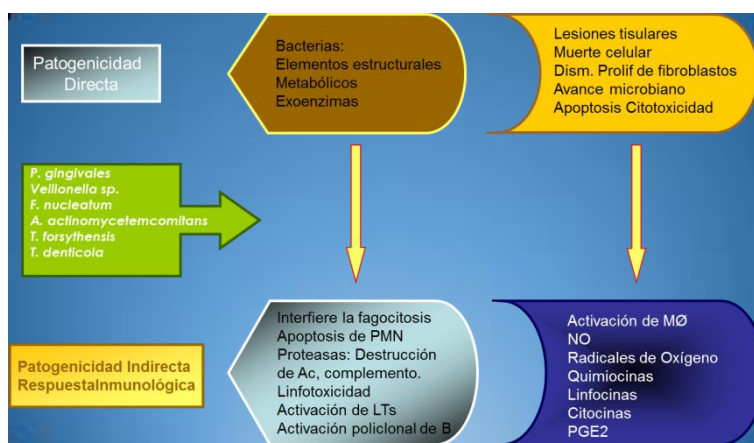 Patogenicidad
Directa
Bacterias:
Elementos estructurales
Metabólicos
Exoenzimas
Lesiones tisulares
Muerte celular
Dism. Prolif de fibroblastos
Avance microbiano
Apoptosis Citotoxicidad
P. gingivales
Veillonella sp.
F. nucleatum
A. actinomycetemcomitans
T. forsythensis
T. denticola
Patogenicidad Indirecta
RespuestaInmunológica
Interfiere la fagocitosis
Apoptosis de PMN
Proteasas: Destrucción
de Ac, complemento.
Linfotoxicidad
Activación de LTs
Activación policlonal de B
Activación de MØ
NO
Radicales de Oxígeno
Quimiocinas
Linfocinas
Citocinas
PGE2